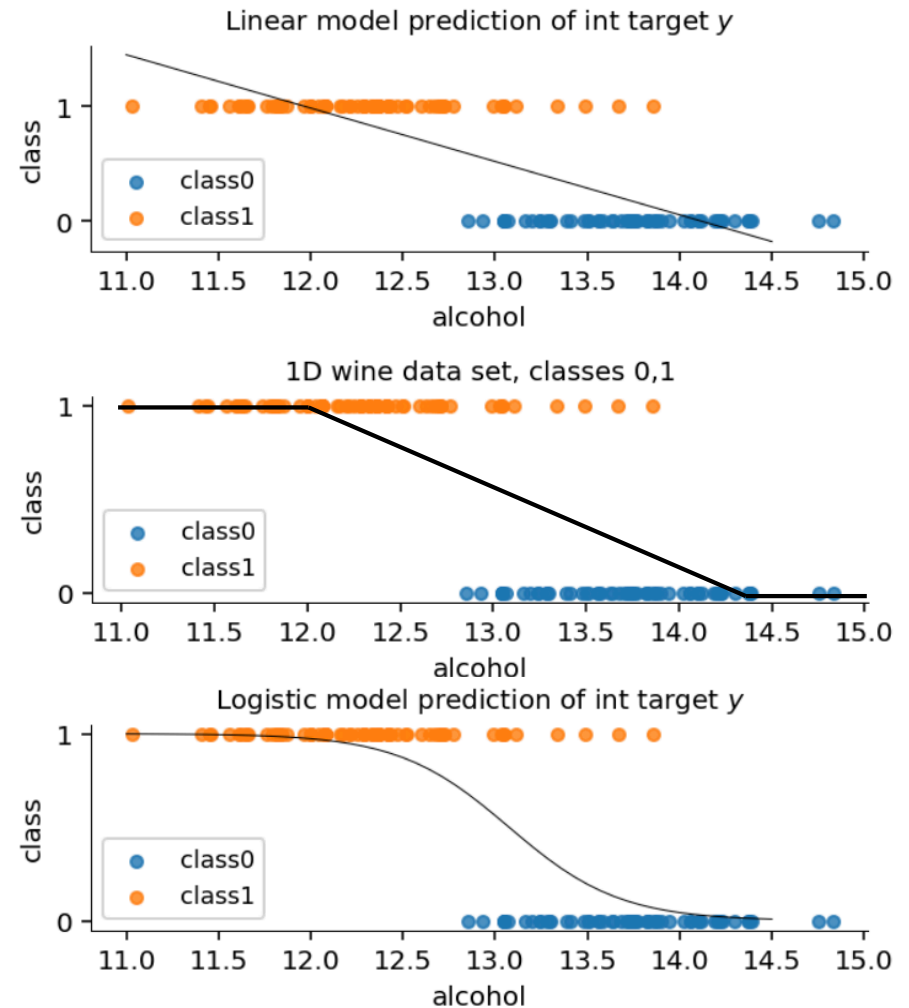 Linear model prediction of int target y
class
1
0
class0
class1
11.0 11.5 12.0 12.5 13.0 13.5 14.0 14.5 15.0
alcohol
1D wine data set, classes 0,1
class
1
0
class0
class1
11.0 11.5 12.0 12.5 13.0 13.5 14.0 14.5 15.0
alcohol
Logistic model prediction of int target y
class
1
0
class0
class1
11.0 11.5 12.0 12.5 13.0 13.5 14.0 14.5 15.0
alcohol